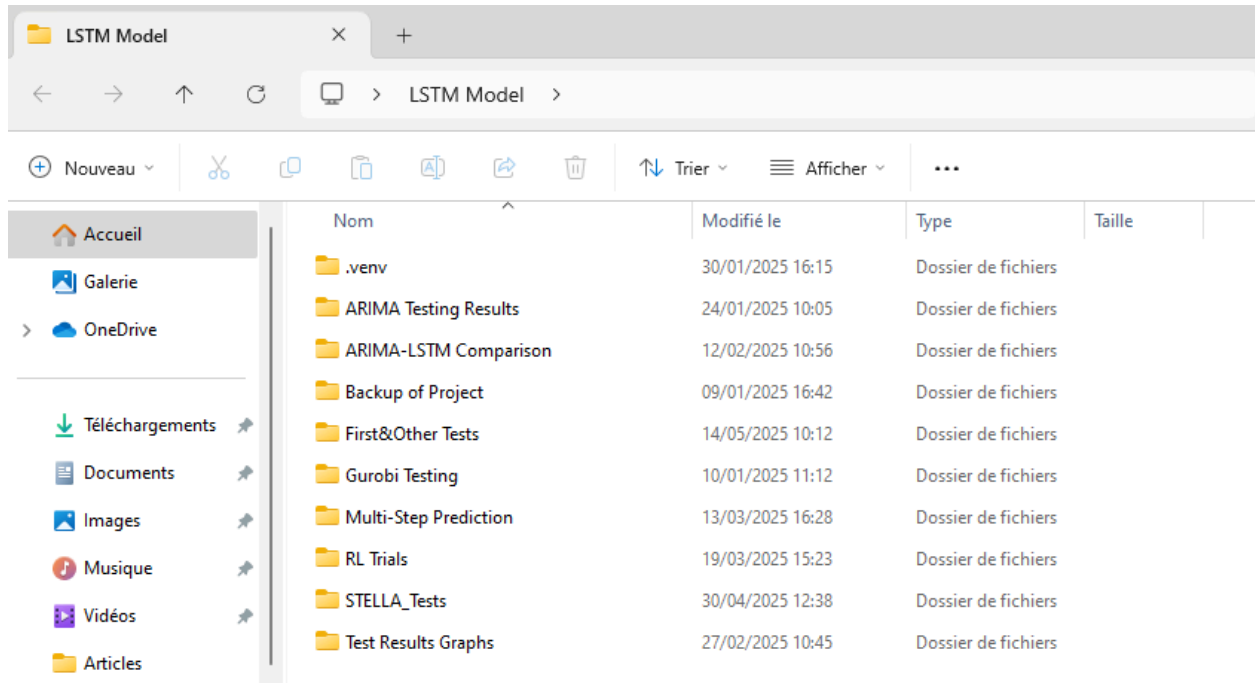 LSTM Model
LSTM Model
Nouveau Trier Afficher
Accueil
Galerie
OneDrive
Téléchargements
Documents
Images
Musique
Vidéos
Articles
Nom Modifié le Type Taille
.venv 30/01/2025 16:15 Dossier de fichiers
ARIMA Testing Results 24/01/2025 10:05 Dossier de fichiers
ARIMA-LSTM Comparison 12/02/2025 10:56 Dossier de fichiers
Backup of Project 09/01/2025 16:42 Dossier de fichiers
First&Other Tests 14/05/2025 10:12 Dossier de fichiers
Gurobi Testing 10/01/2025 11:12 Dossier de fichiers
Multi-Step Prediction 13/03/2025 16:28 Dossier de fichiers
RL Trials 19/03/2025 15:23 Dossier de fichiers
STELLA_Tests 30/04/2025 12:38 Dossier de fichiers
Test Results Graphs 27/02/2025 10:45 Dossier de fichiers